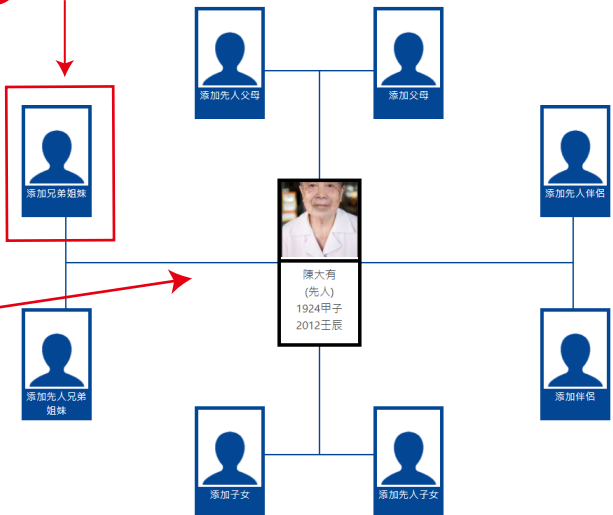 添加先人父母
添加父母
添加兄弟姐妹
添加先人伴侶
陳大有
(先人)
1924甲子
2012壬辰
添加先人兄弟
姐妹
添加伴侶
添加子女
添加先人子女